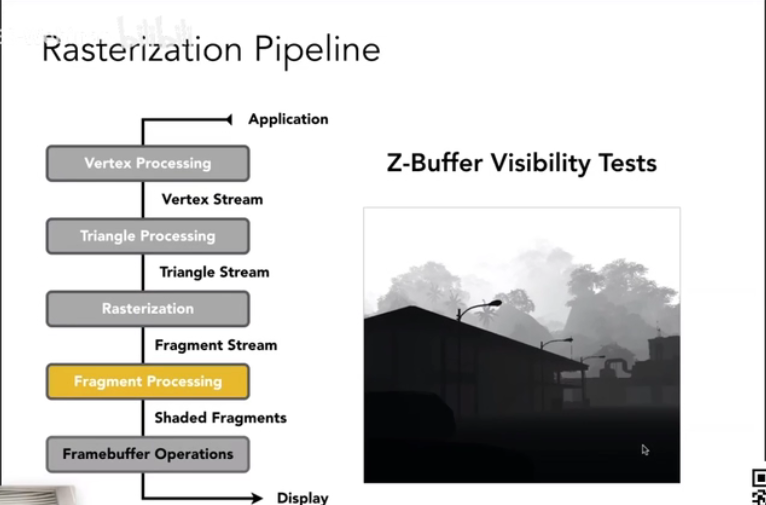 Rasterization Pipeline
Application
Vertex Processing
Z-Buffer Visibility Tests
Vertex Stream
Triangle Processing
Triangle Stream
Rasterization
Fragment Stream
Fragment Processing
Shaded Fragments
Framebuffer Operations
Display